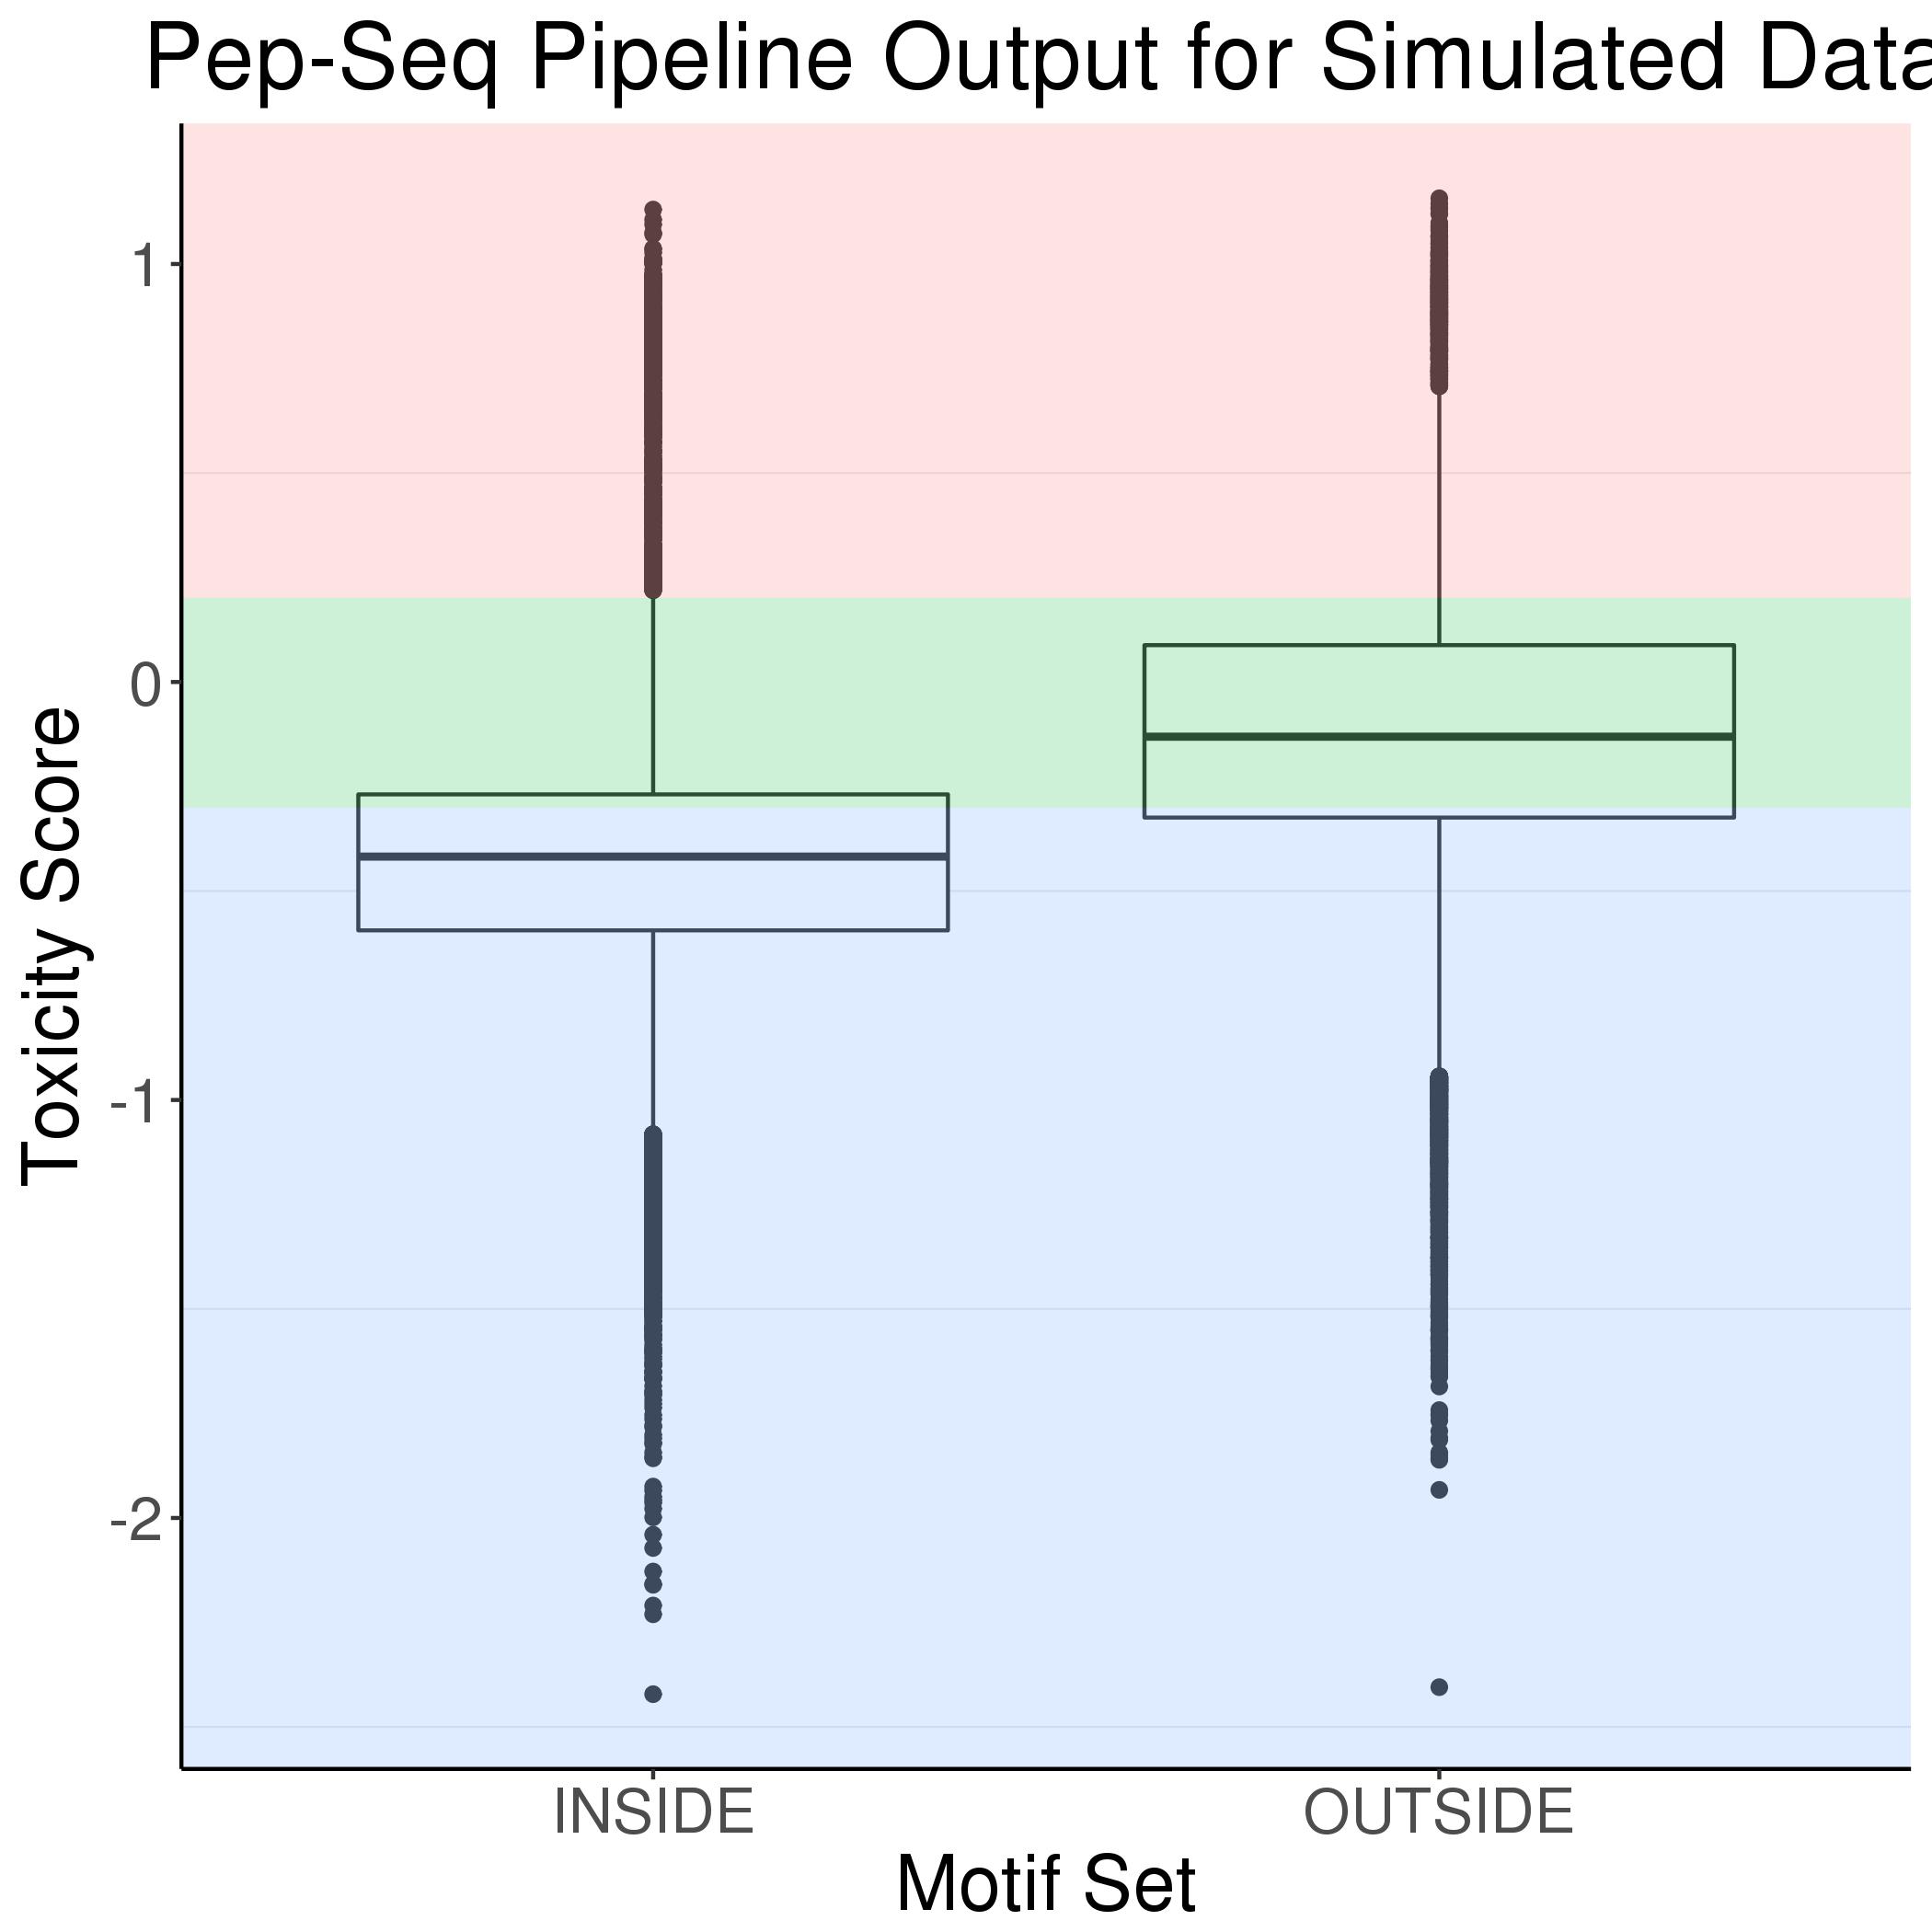 Pep-Seq Pipeline Output for Simulated Data
Toxicity Score
1
0
-1
-2
INSIDE
OUTSIDE
Motif Set